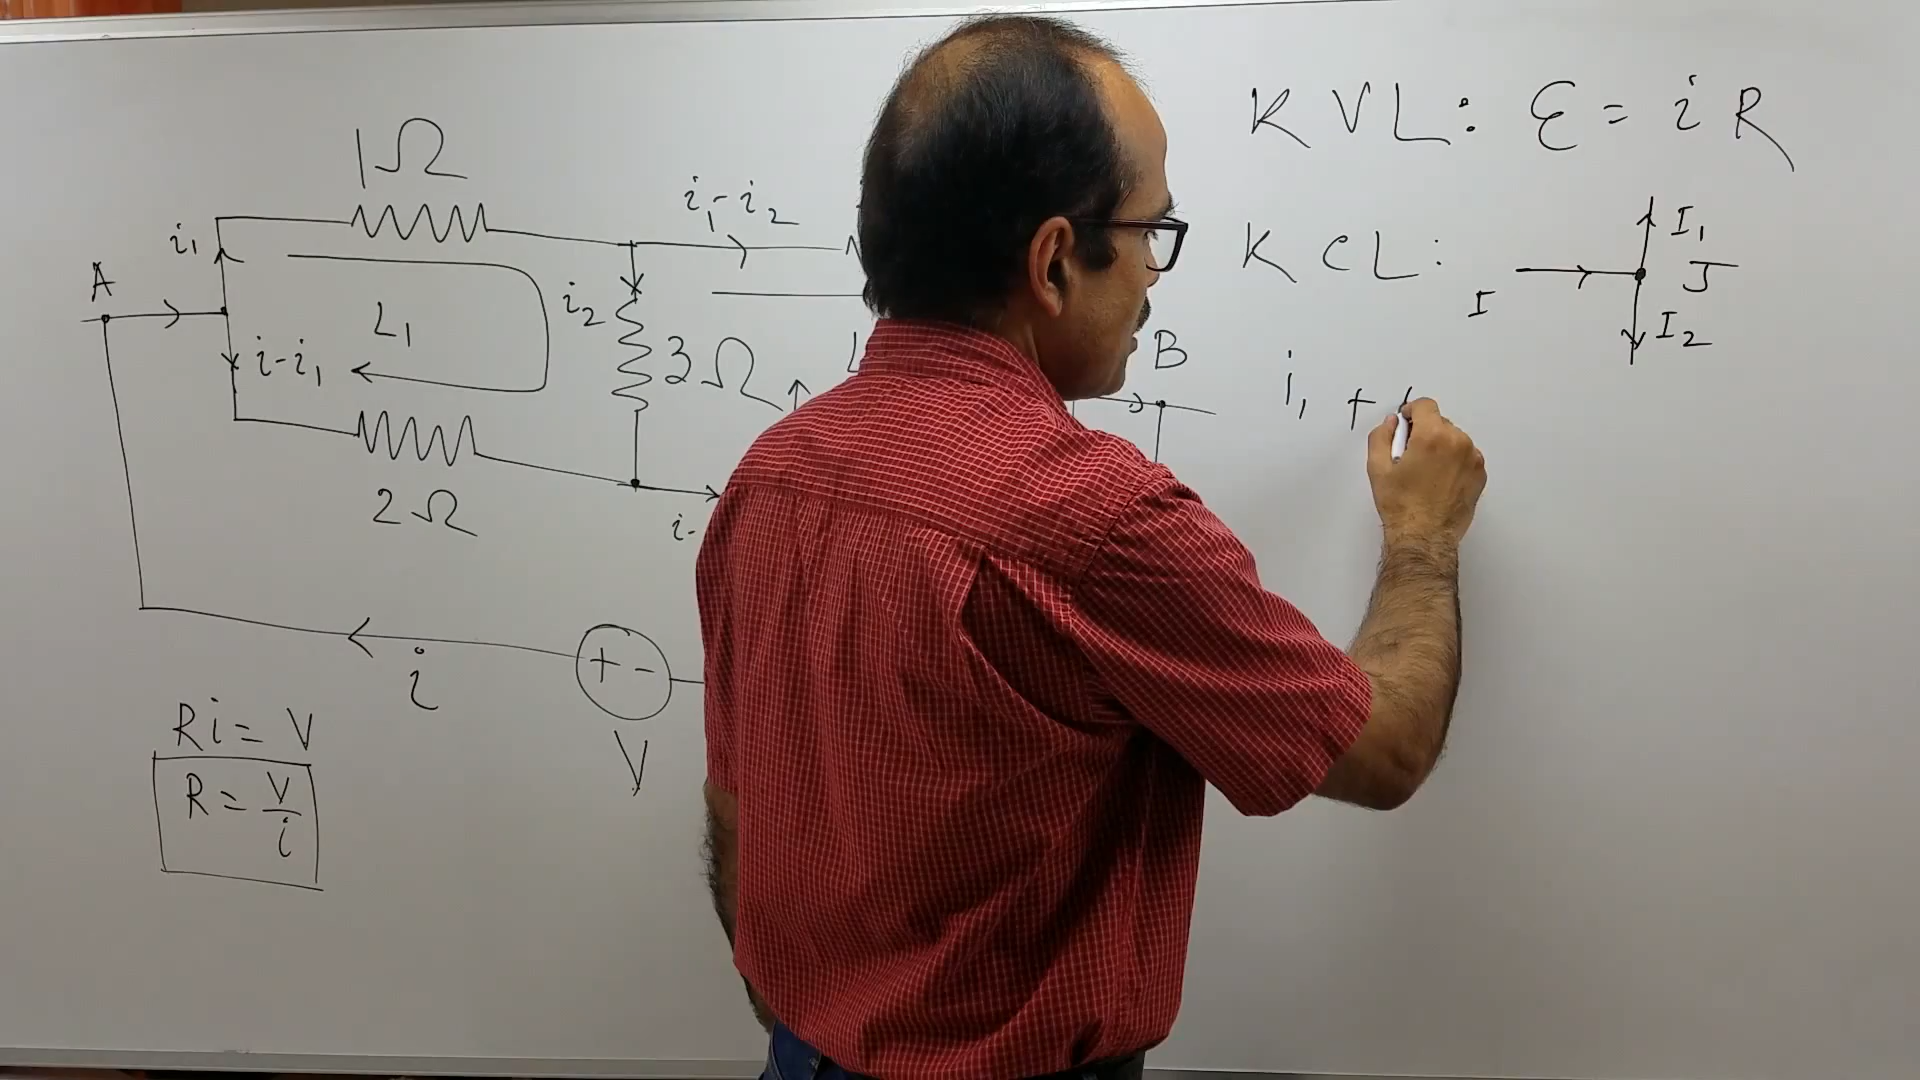 1Ω
i₁
i₁-i₂
A
L₁
i₂
i-i₁
3Ω
2Ω
B
i-
i
+ -
V
Ri = V
R = V/i
KVL: ℰ = iR
KCL:
I
I₁
J
I₂
i₁ +